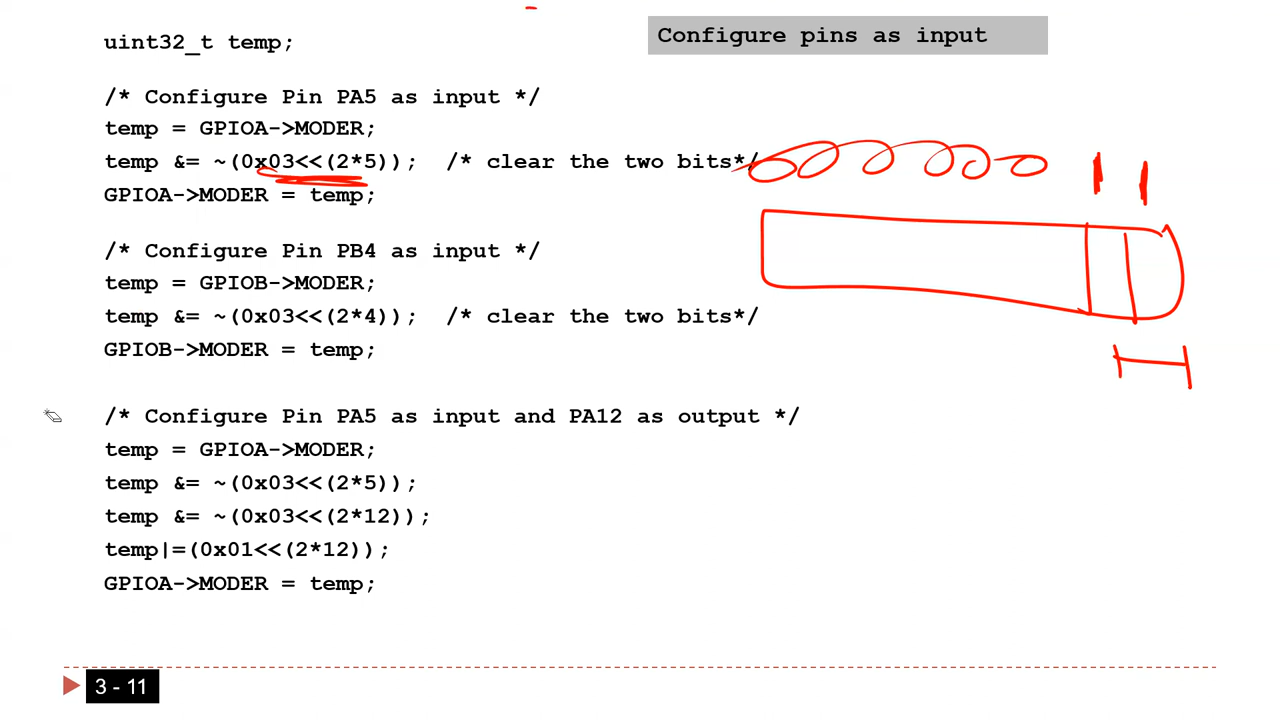 uint32_t temp;
Configure pins as input
/* Configure Pin PA5 as input */
temp = GPIOA->MODER;
temp &= ~(0x03<<(2*5)); /* clear the two bits*/
GPIOA->MODER = temp;
/* Configure Pin PB4 as input */
temp = GPIOB->MODER;
temp &= ~(0x03<<(2*4)); /* clear the two bits*/
GPIOB->MODER = temp;
/* Configure Pin PA5 as input and PA12 as output */
temp = GPIOA->MODER;
temp &= ~(0x03<<(2*5));
temp &= ~(0x03<<(2*12));
temp|=(0x01<<(2*12));
GPIOA->MODER = temp;
3 - 11